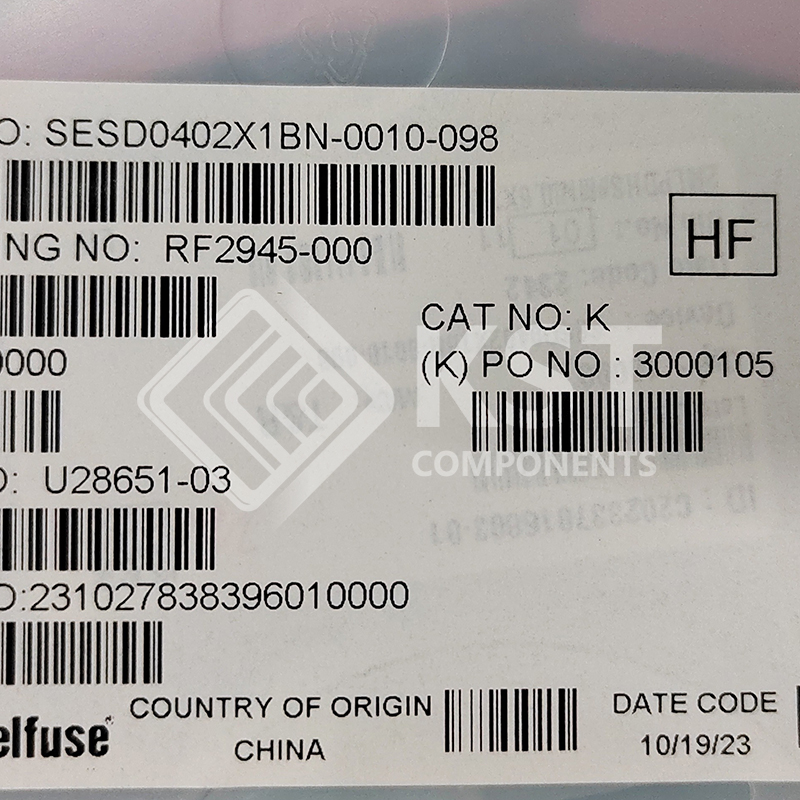 O: SESD0402X1BN-0010-098
NG NO: RF2945-000
HF
CAT NO: K
0000
(K) PO NO : 3000105
KST
COMPONENTS
O: U28651-03
O:231027838396010000
elfuse
COUNTRY OF ORIGIN
CHINA
DATE CODE
10/19/23